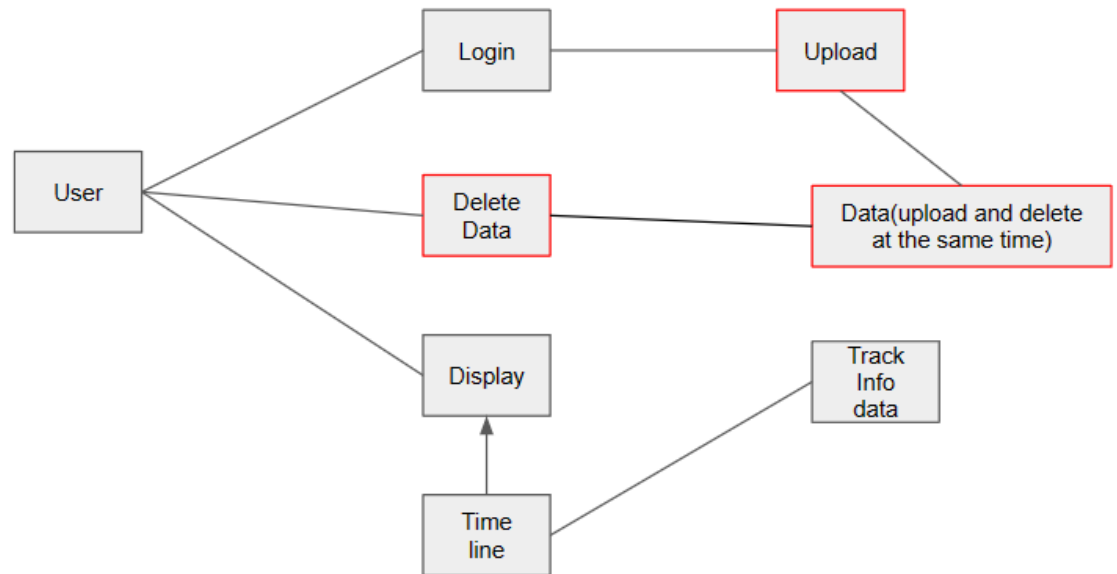 Login
Upload
User
Delete
Data
Data(upload and delete
at the same time)
Display
Track
Info
data
Time
line